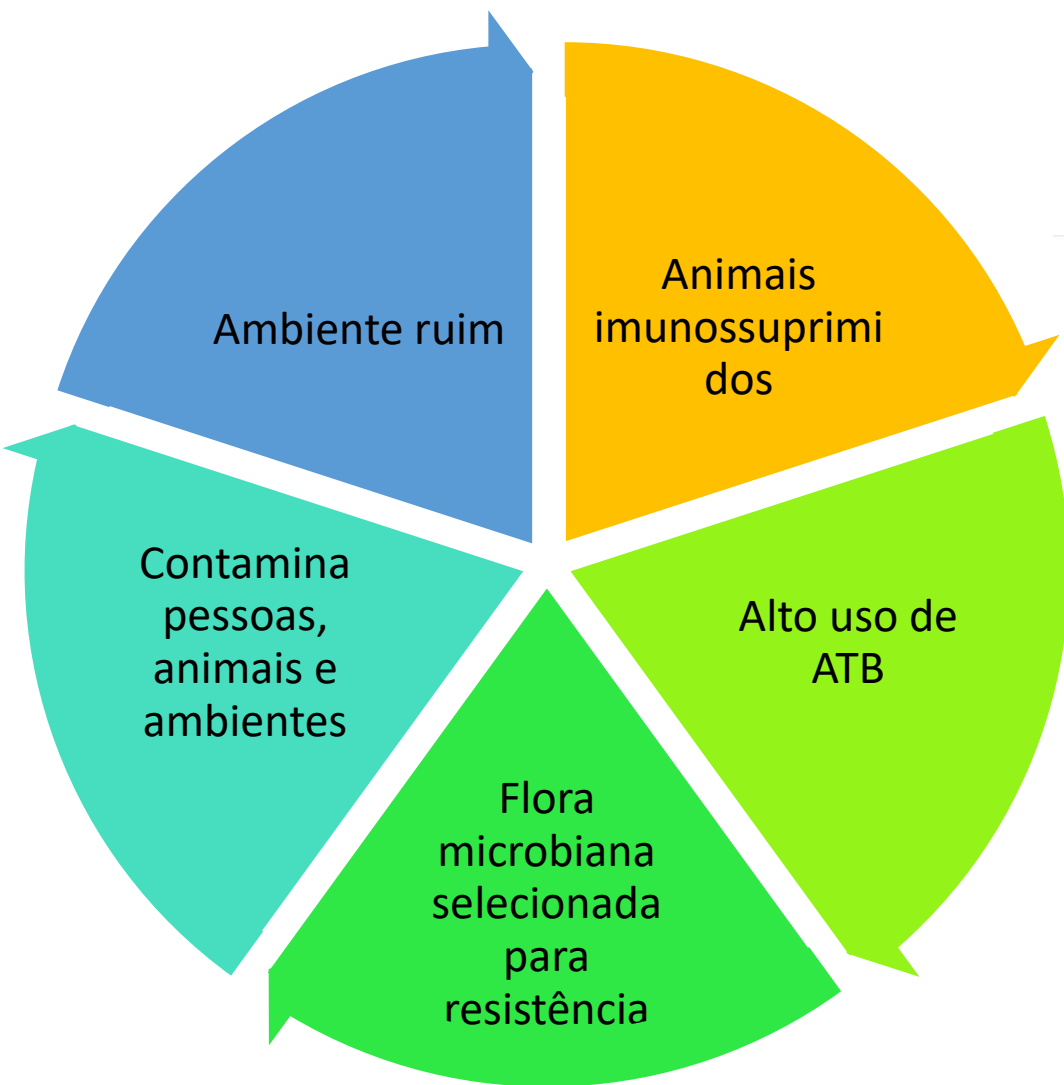 Ambiente ruim
Animais
imunossuprimi
dos
Alto uso de
ATB
Flora
microbiana
selecionada
para
resistência
Contamina
pessoas,
animais e
ambientes